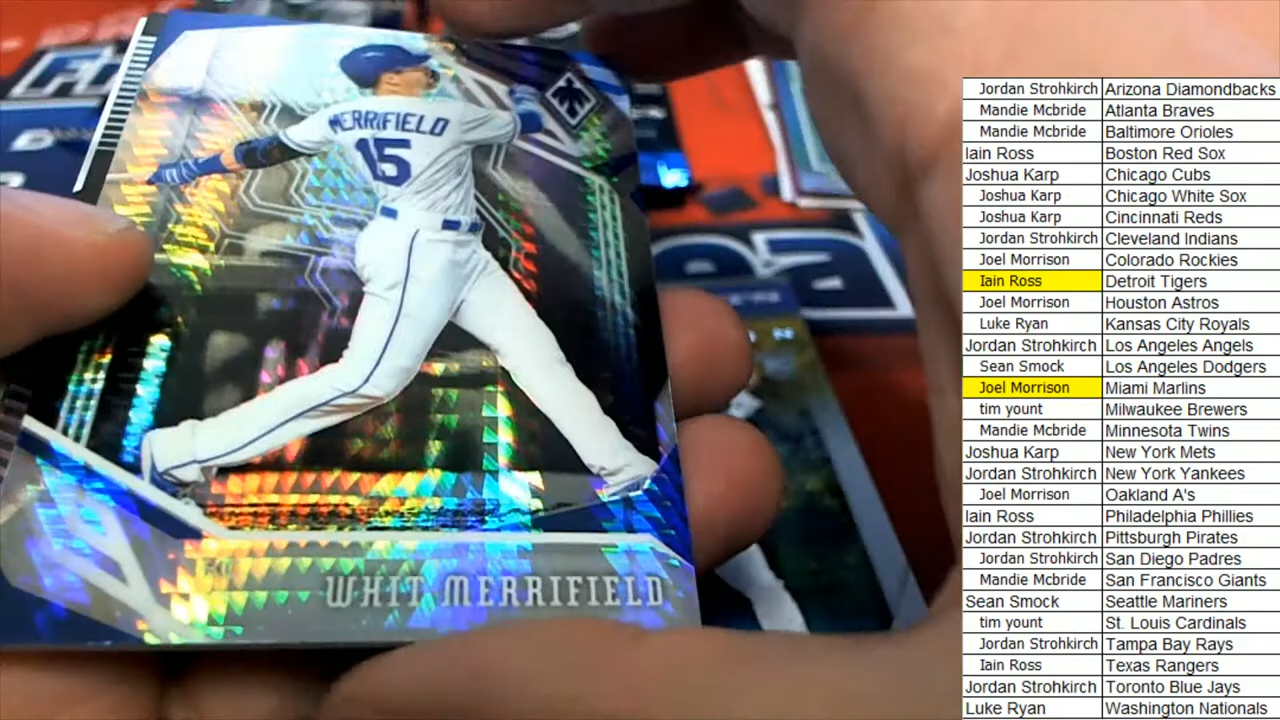 MERRIFIELD
15
WHIT MERRIFIELD
Jordan Strohkirch Arizona Diamondbacks
Mandie Mcbride Atlanta Braves
Mandie Mcbride Baltimore Orioles
Iain Ross Boston Red Sox
Joshua Karp Chicago Cubs
Joshua Karp Chicago White Sox
Joshua Karp Cincinnati Reds
Jordan Strohkirch Cleveland Indians
Joel Morrison Colorado Rockies
Iain Ross Detroit Tigers
Joel Morrison Houston Astros
Luke Ryan Kansas City Royals
Jordan Strohkirch Los Angeles Angels
Sean Smock Los Angeles Dodgers
Joel Morrison Miami Marlins
tim yount Milwaukee Brewers
Mandie Mcbride Minnesota Twins
Joshua Karp New York Mets
Jordan Strohkirch New York Yankees
Joel Morrison Oakland A's
Iain Ross Philadelphia Phillies
Jordan Strohkirch Pittsburgh Pirates
Jordan Strohkirch San Diego Padres
Mandie Mcbride San Francisco Giants
Sean Smock Seattle Mariners
tim yount St. Louis Cardinals
Jordan Strohkirch Tampa Bay Rays
Iain Ross Texas Rangers
Jordan Strohkirch Toronto Blue Jays
Luke Ryan Washington Nationals